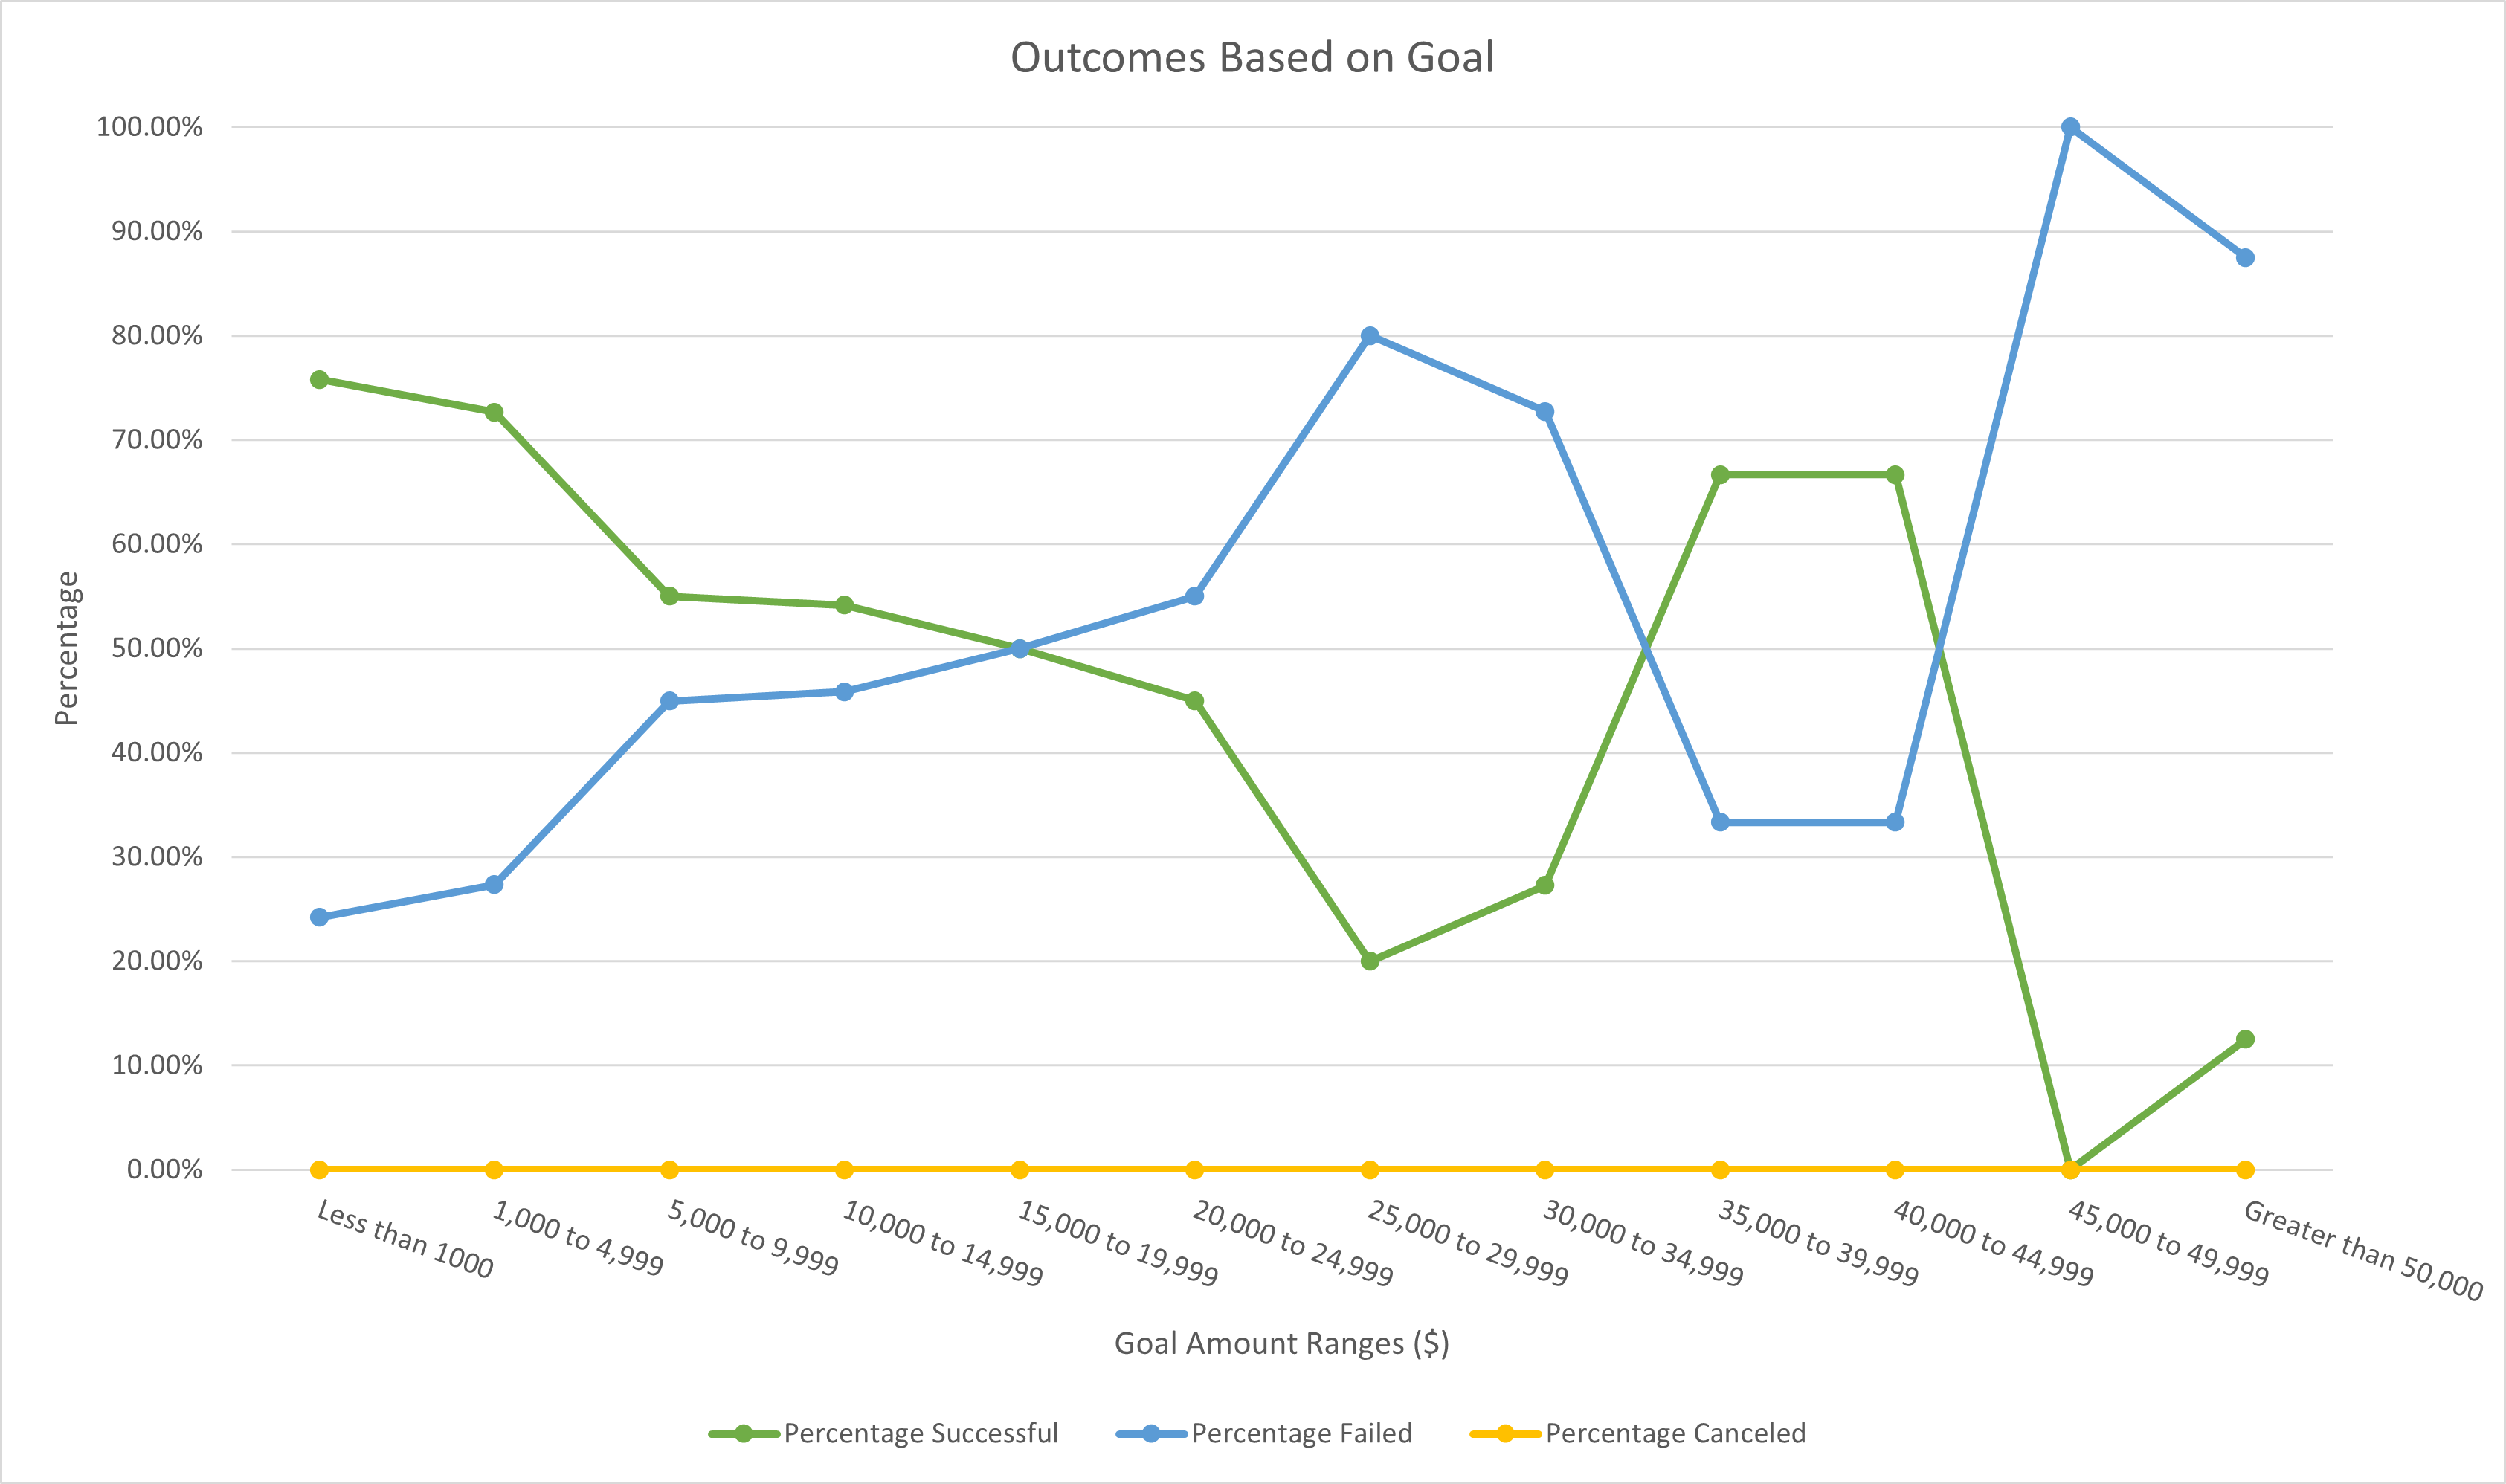 Outcomes Based on Goal
100.00%
90.00%
80.00%
70.00%
60.00%
50.00%
40.00%
30.00%
20.00%
10.00%
0.00%
Percentage
Less than 1000
1,000 to 4,999
5,000 to 9,999
10,000 to 14,999
15,000 to 19,999
20,000 to 24,999
25,000 to 29,999
30,000 to 34,999
35,000 to 39,999
40,000 to 44,999
45,000 to 49,999
Greater than 50,000
Goal Amount Ranges ($)
Percentage Successful
Percentage Failed
Percentage Canceled